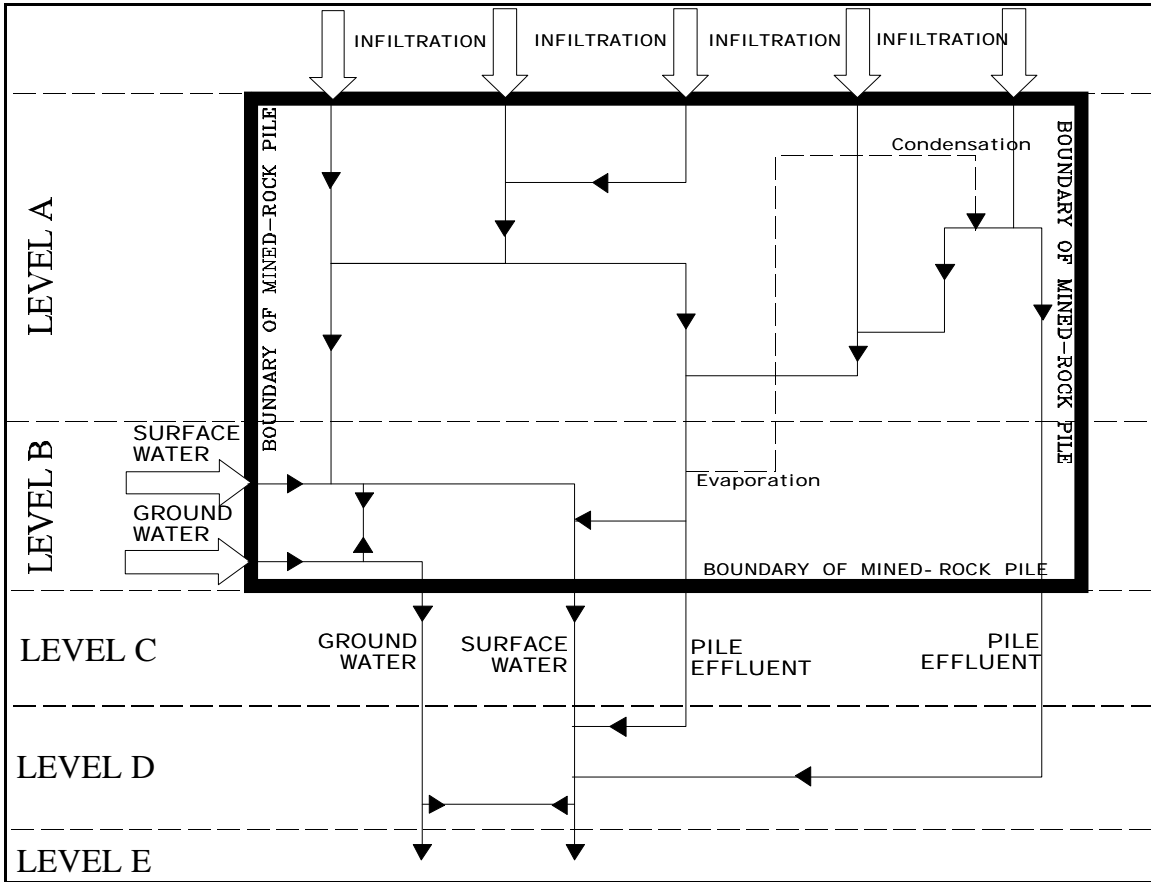 INFILTRATION INFILTRATION INFILTRATION INFILTRATION
LEVEL A
BOUNDARY OF MINED-ROCK PILE
Condensation
BOUNDARY OF MINED-ROCK PILE
LEVEL B
SURFACE
WATER
GROUND
WATER
Evaporation
BOUNDARY OF MINED-ROCK PILE
LEVEL C
GROUND
WATER
SURFACE
WATER
PILE
EFFLUENT
PILE
EFFLUENT
LEVEL D
LEVEL E